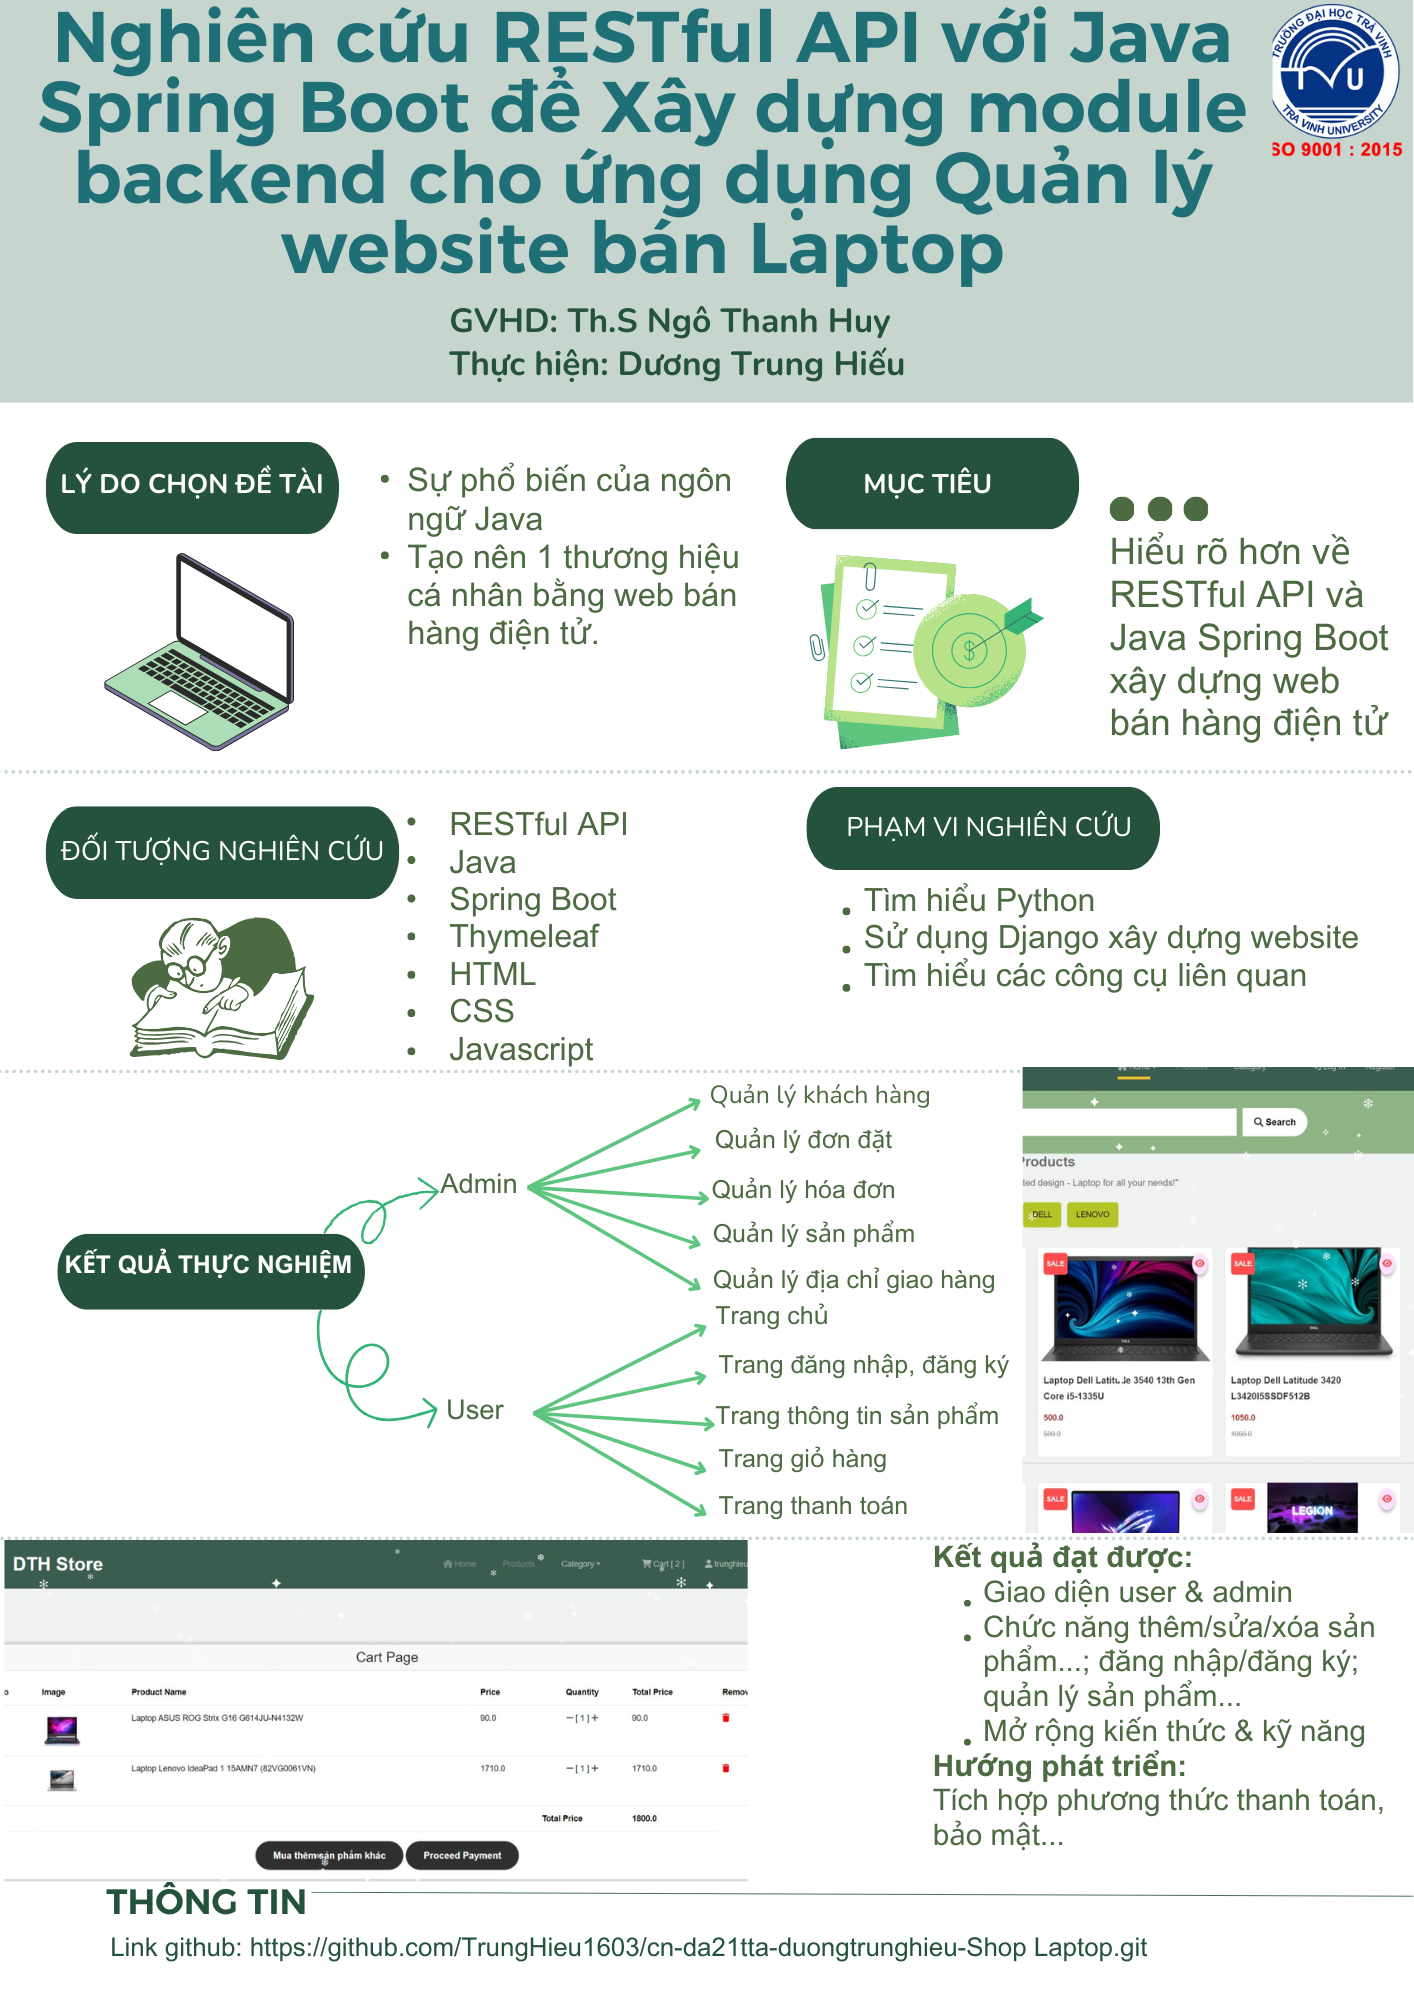 Nghiên cứu RESTful API với Java
Spring Boot để Xây dựng module
backend cho ứng dụng Quản lý
website bán Laptop
TRƯỜNG ĐẠI HỌC TRÀ VINH
TVU
TRA VINH UNIVERSITY
SO 9001 : 2015
GVHD: Th.S Ngô Thanh Huy
Thực hiện: Dương Trung Hiếu
LÝ DO CHỌN ĐỀ TÀI
• Sự phổ biến của ngôn
ngữ Java
• Tạo nên 1 thương hiệu
cá nhân bằng web bán
hàng điện tử.
MỤC TIÊU
Hiểu rõ hơn về
RESTful API và
Java Spring Boot
xây dựng web
bán hàng điện tử
ĐỐI TƯỢNG NGHIÊN CỨU
• RESTful API
• Java
• Spring Boot
• Thymeleaf
• HTML
• CSS
• Javascript
PHẠM VI NGHIÊN CỨU
• Tìm hiểu Python
• Sử dụng Django xây dựng website
• Tìm hiểu các công cụ liên quan
KẾT QUẢ THỰC NGHIỆM
Admin
Quản lý khách hàng
Quản lý đơn đặt
Quản lý hóa đơn
Quản lý sản phẩm
Quản lý địa chỉ giao hàng
User
Trang chủ
Trang đăng nhập, đăng ký
Trang thông tin sản phẩm
Trang giỏ hàng
Trang thanh toán
Home Products Category Log In Register
Search
Products
ted design - Laptop for all your needs!"
DELL LENOVO
SALE SALE
Laptop Dell Latitude 3540 13th Gen
Core i5-1335U
500.0
500.0
Laptop Dell Latitude 3420
L3420I5SSDF512B
1050.0
1050.0
SALE SALE
LEGION
DTH Store Home Products Category Cart [ 2 ] trunghieu
Cart Page
o Image Product Name Price Quantity Total Price Remov
Laptop ASUS ROG Strix G16 G614JU-N4132W 90.0 – [ 1 ] + 90.0
Laptop Lenovo IdeaPad 1 15AMN7 (82VG0061VN) 1710.0 – [ 1 ] + 1710.0
Total Price 1800.0
Mua thêm sản phẩm khác Proceed Payment
Kết quả đạt được:
• Giao diện user & admin
• Chức năng thêm/sửa/xóa sản
phẩm...; đăng nhập/đăng ký;
quản lý sản phẩm...
• Mở rộng kiến thức & kỹ năng
Hướng phát triển:
Tích hợp phương thức thanh toán,
bảo mật...
THÔNG TIN
Link github: https://github.com/TrungHieu1603/cn-da21tta-duongtrunghieu-Shop Laptop.git